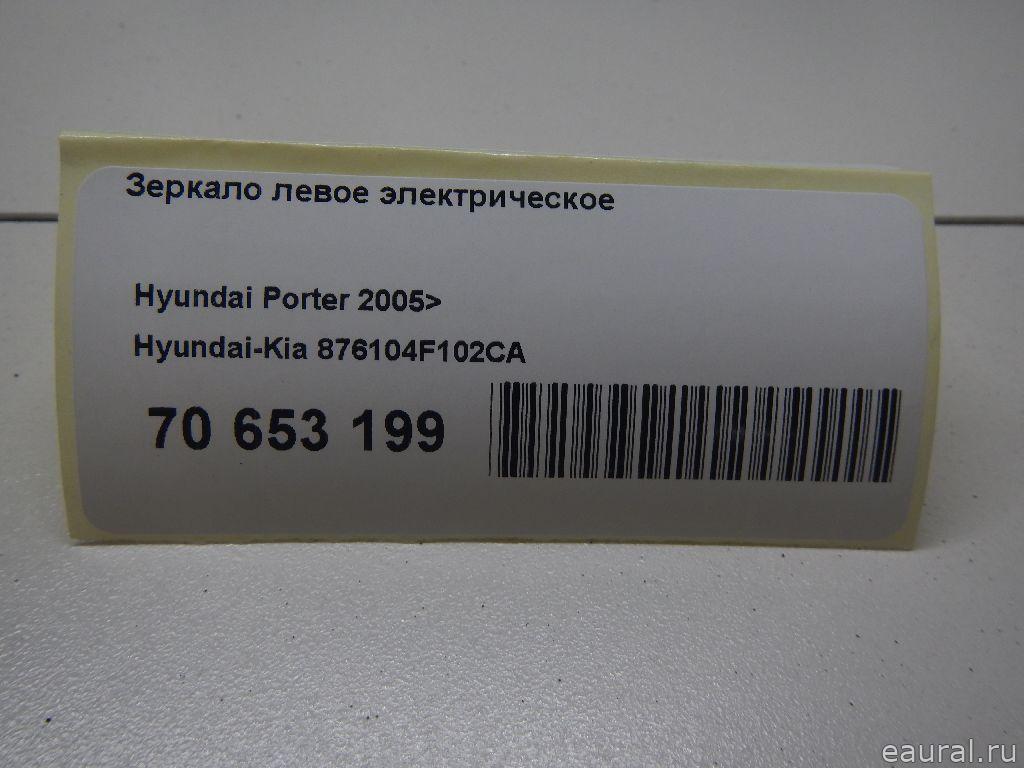 Зеркало левое электрическое
Hyundai Porter 2005>
Hyundai-Kia 876104F102CA
70 653 199
eaural.ru